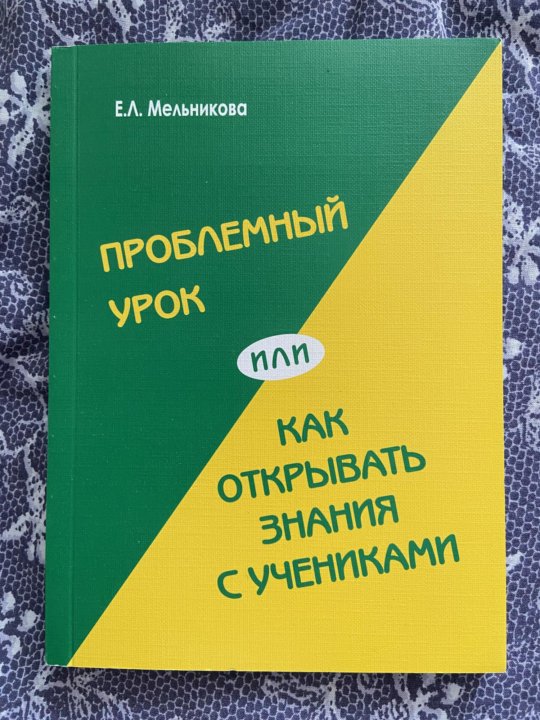 Е.Л. Мельникова
ПРОБЛЕМНЫЙ
УРОК
ИЛИ
КАК
ОТКРЫВАТЬ
ЗНАНИЯ
С УЧЕНИКАМИ